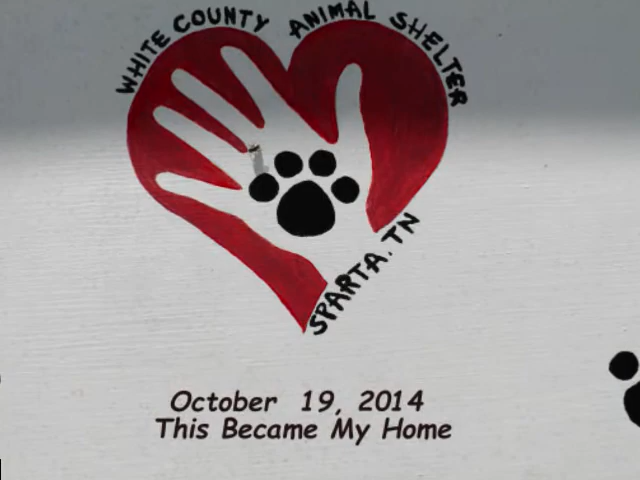 WHITE COUNTY ANIMAL SHELTER
SPARTA. TN
October 19, 2014
This Became My Home